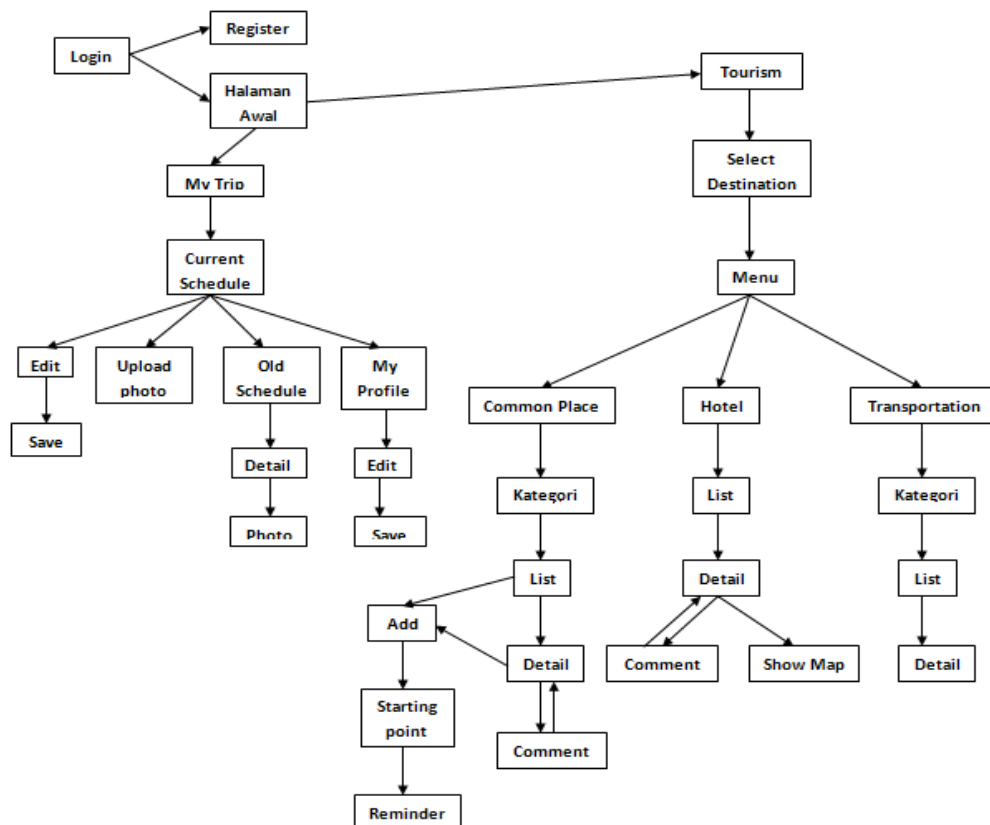 Register
Login
Halaman
Awal
Tourism
Select
Destination
My Trip
Current
Schedule
Menu
Edit
Upload
photo
Old
Schedule
My
Profile
Common Place
Hotel
Transportation
Save
Detail
Edit
Kategori
List
Kategori
Photo
Save
List
Detail
List
Add
Detail
Comment
Show Map
Detail
Starting
point
Comment
Reminder